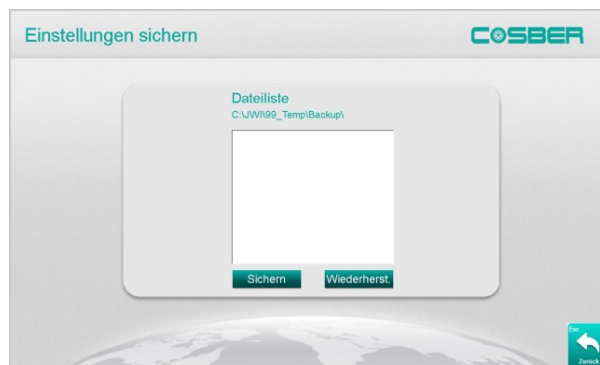 Einstellungen sichern
COSBER
Dateiliste
C:\JWI\99_Temp\Backup\
Sichern
Wiederherst.
Esc
Zurück